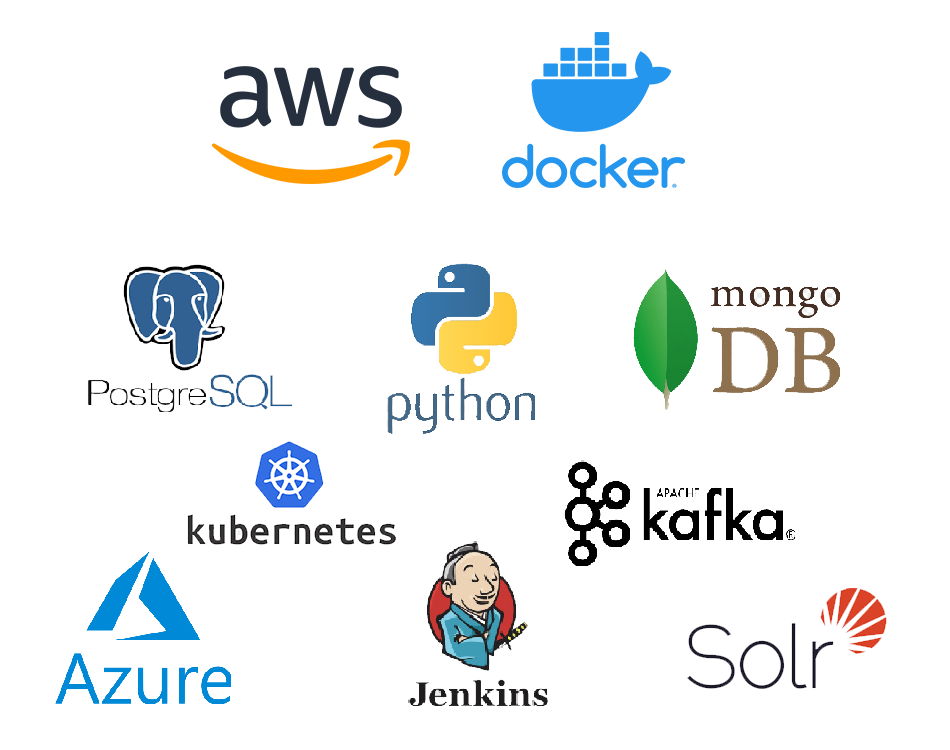 aws
docker
PostgreSQL
python
mongo
DB
kubernetes
APACHE
kafka®
Azure
Jenkins
Solr